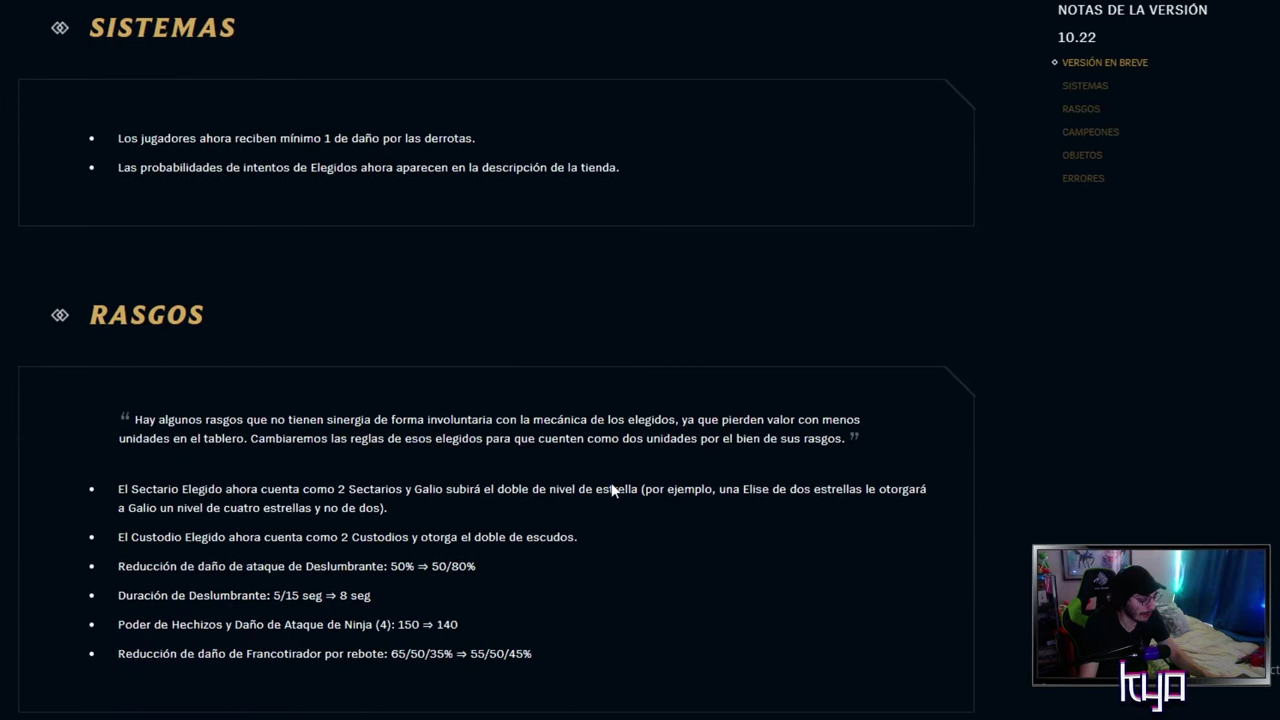 SISTEMAS
Los jugadores ahora reciben mínimo 1 de daño por las derrotas.
Las probabilidades de intentos de Elegidos ahora aparecen en la descripción de la tienda.
RASGOS
“ Hay algunos rasgos que no tienen sinergia de forma involuntaria con la mecánica de los elegidos, ya que pierden valor con menos
unidades en el tablero. Cambiaremos las reglas de esos elegidos para que cuenten como dos unidades por el bien de sus rasgos. ”
El Sectario Elegido ahora cuenta como 2 Sectarios y Galio subirá el doble de nivel de estrella (por ejemplo, una Elise de dos estrellas le otorgará
a Galio un nivel de cuatro estrellas y no de dos).
El Custodio Elegido ahora cuenta como 2 Custodios y otorga el doble de escudos.
Reducción de daño de ataque de Deslumbrante: 50% ⇒ 50/80%
Duración de Deslumbrante: 5/15 seg ⇒ 8 seg
Poder de Hechizos y Daño de Ataque de Ninja (4): 150 ⇒ 140
Reducción de daño de Francotirador por rebote: 65/50/35% ⇒ 55/50/45%
NOTAS DE LA VERSIÓN
10.22
VERSIÓN EN BREVE
SISTEMAS
RASGOS
CAMPEONES
OBJETOS
ERRORES
kyo